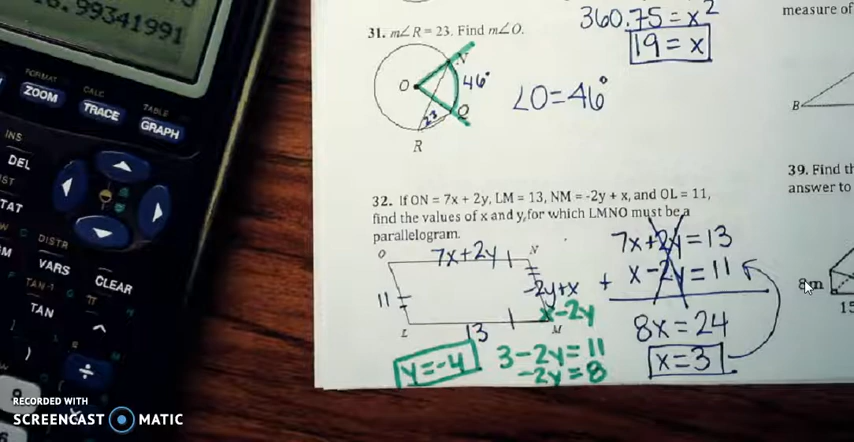 16.99341991
FORMAT
ZOOM
CALC
TRACE
TABLE
GRAPH
INS
DEL
STAT
DISTR
VARS
CLEAR
TAN-1
π
TAN
)
÷
RECORDED WITH
SCREENCAST MATIC
360.75 = x2
19 = x
measure of
31. m∠R = 23. Find m∠O.
N
O
46°
Q
23
R
∠O = 46°
B
32. If ON = 7x + 2y, LM = 13, NM = -2y + x, and OL = 11,
find the values of x and y,for which LMNO must be a
parallelogram.
39. Find th
answer to
O
7x+2y
N
11
-2y+x
x-2y
L
13
M
7x+2y=13
+ x-2y=11
8x=24
x=3
3-2y=11
-2y=8
y=-4
8m
15